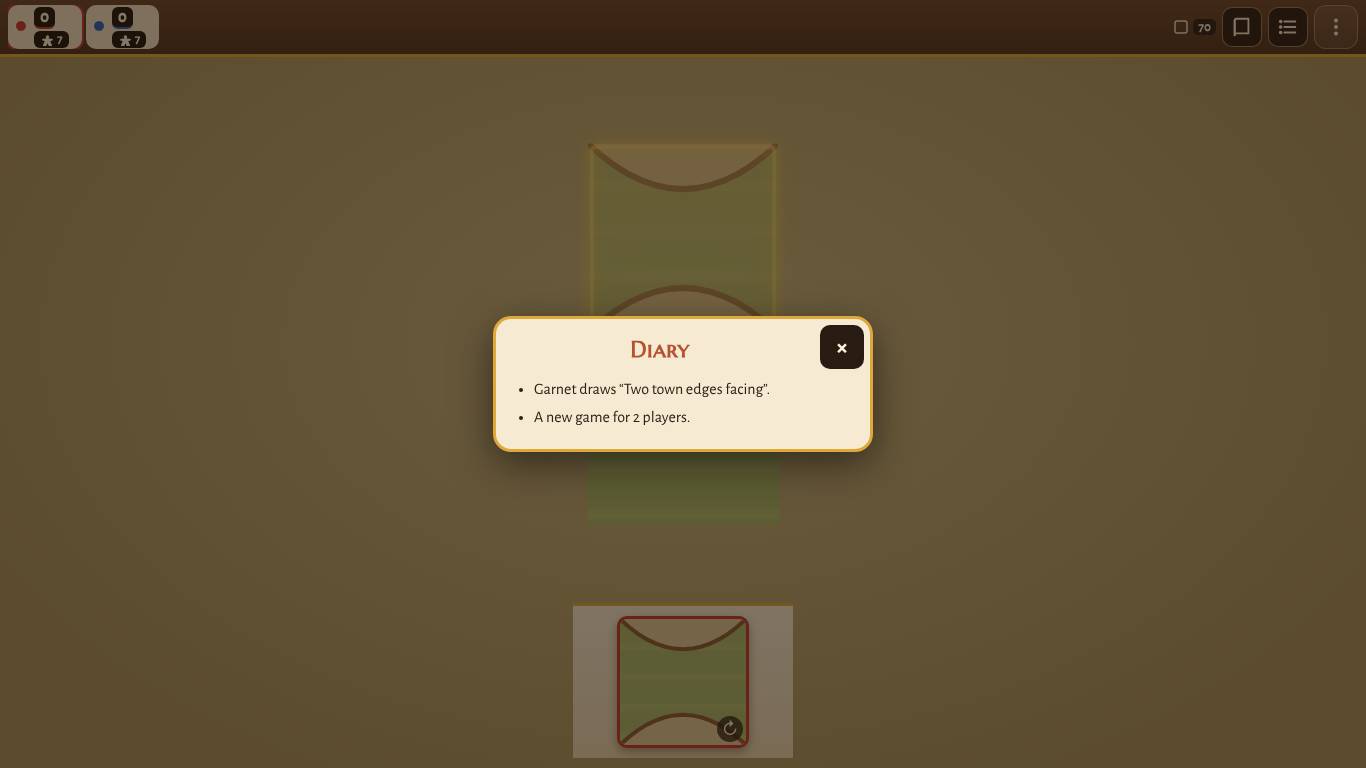 0
7
0
7
70
Diary
×
Garnet draws “Two town edges facing”.
A new game for 2 players.